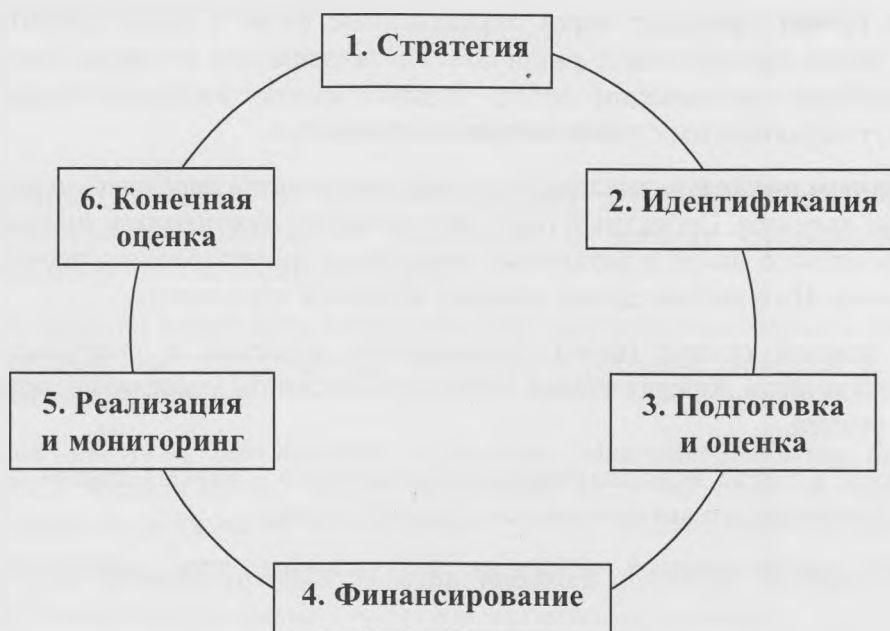 1. Стратегия
2. Идентификация
3. Подготовка
и оценка
4. Финансирование
5. Реализация
и мониторинг
6. Конечная
оценка